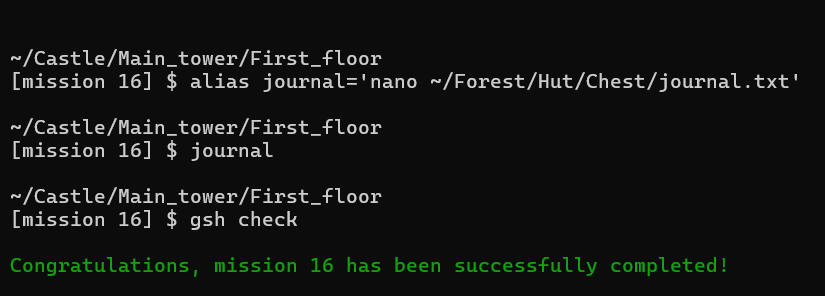 ~/Castle/Main_tower/First_floor
[mission 16] $ alias journal='nano ~/Forest/Hut/Chest/journal.txt'
~/Castle/Main_tower/First_floor
[mission 16] $ journal
~/Castle/Main_tower/First_floor
[mission 16] $ gsh check
Congratulations, mission 16 has been successfully completed!